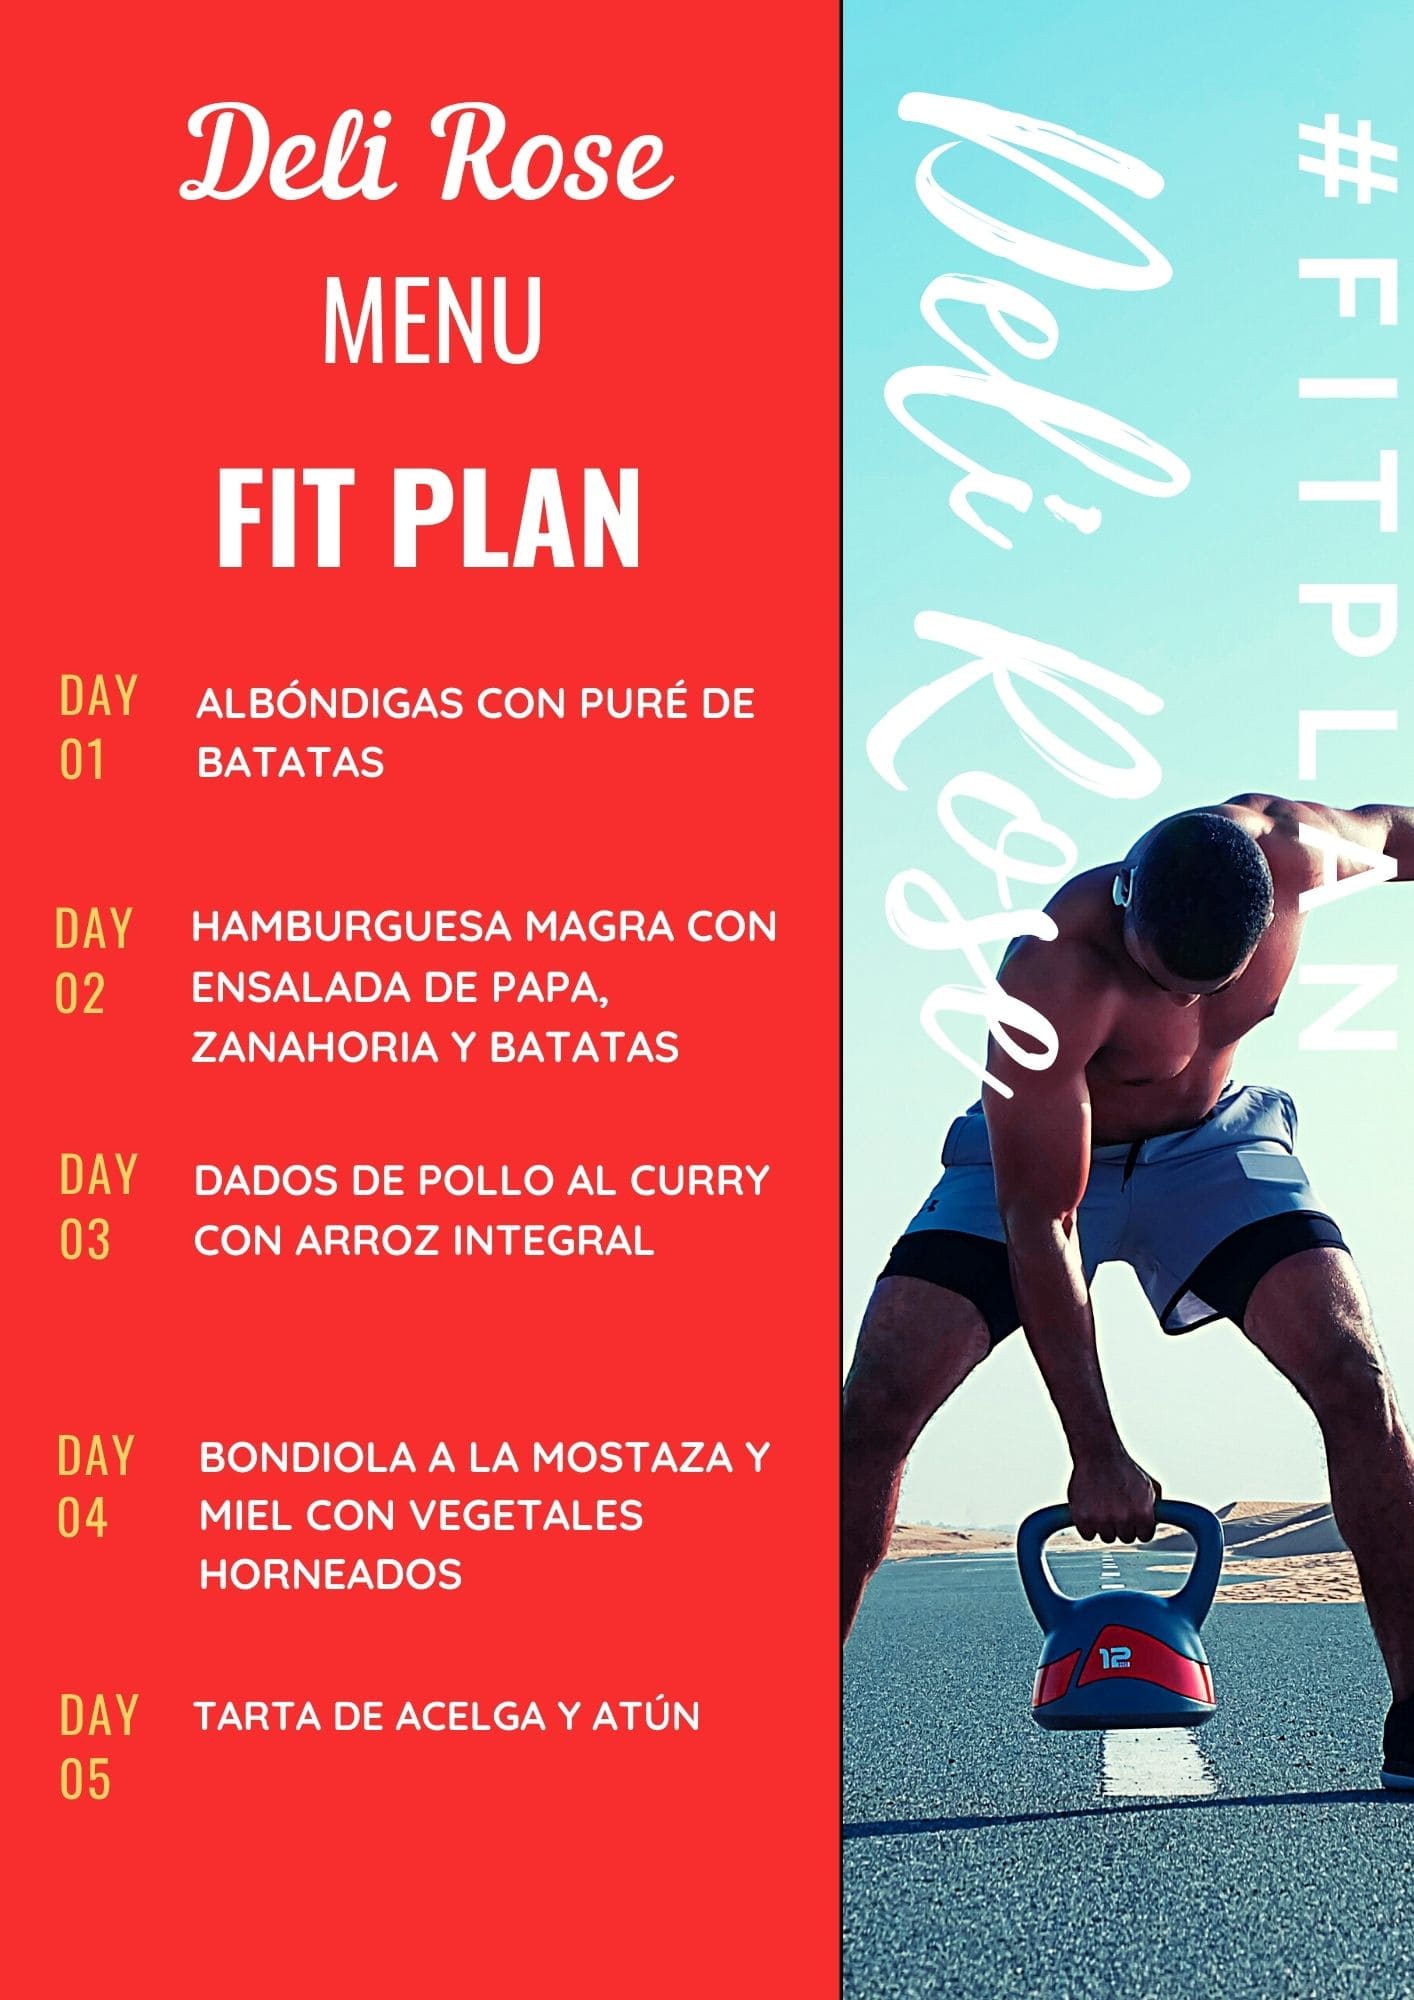 Deli Rose
MENU
FIT PLAN
DAY
01
ALBÓNDIGAS CON PURÉ DE
BATATAS
DAY
02
HAMBURGUESA MAGRA CON
ENSALADA DE PAPA,
ZANAHORIA Y BATATAS
DAY
03
DADOS DE POLLO AL CURRY
CON ARROZ INTEGRAL
DAY
04
BONDIOLA A LA MOSTAZA Y
MIEL CON VEGETALES
HORNEADOS
DAY
05
TARTA DE ACELGA Y ATÚN
#FITPLAN
Deli Rose
12